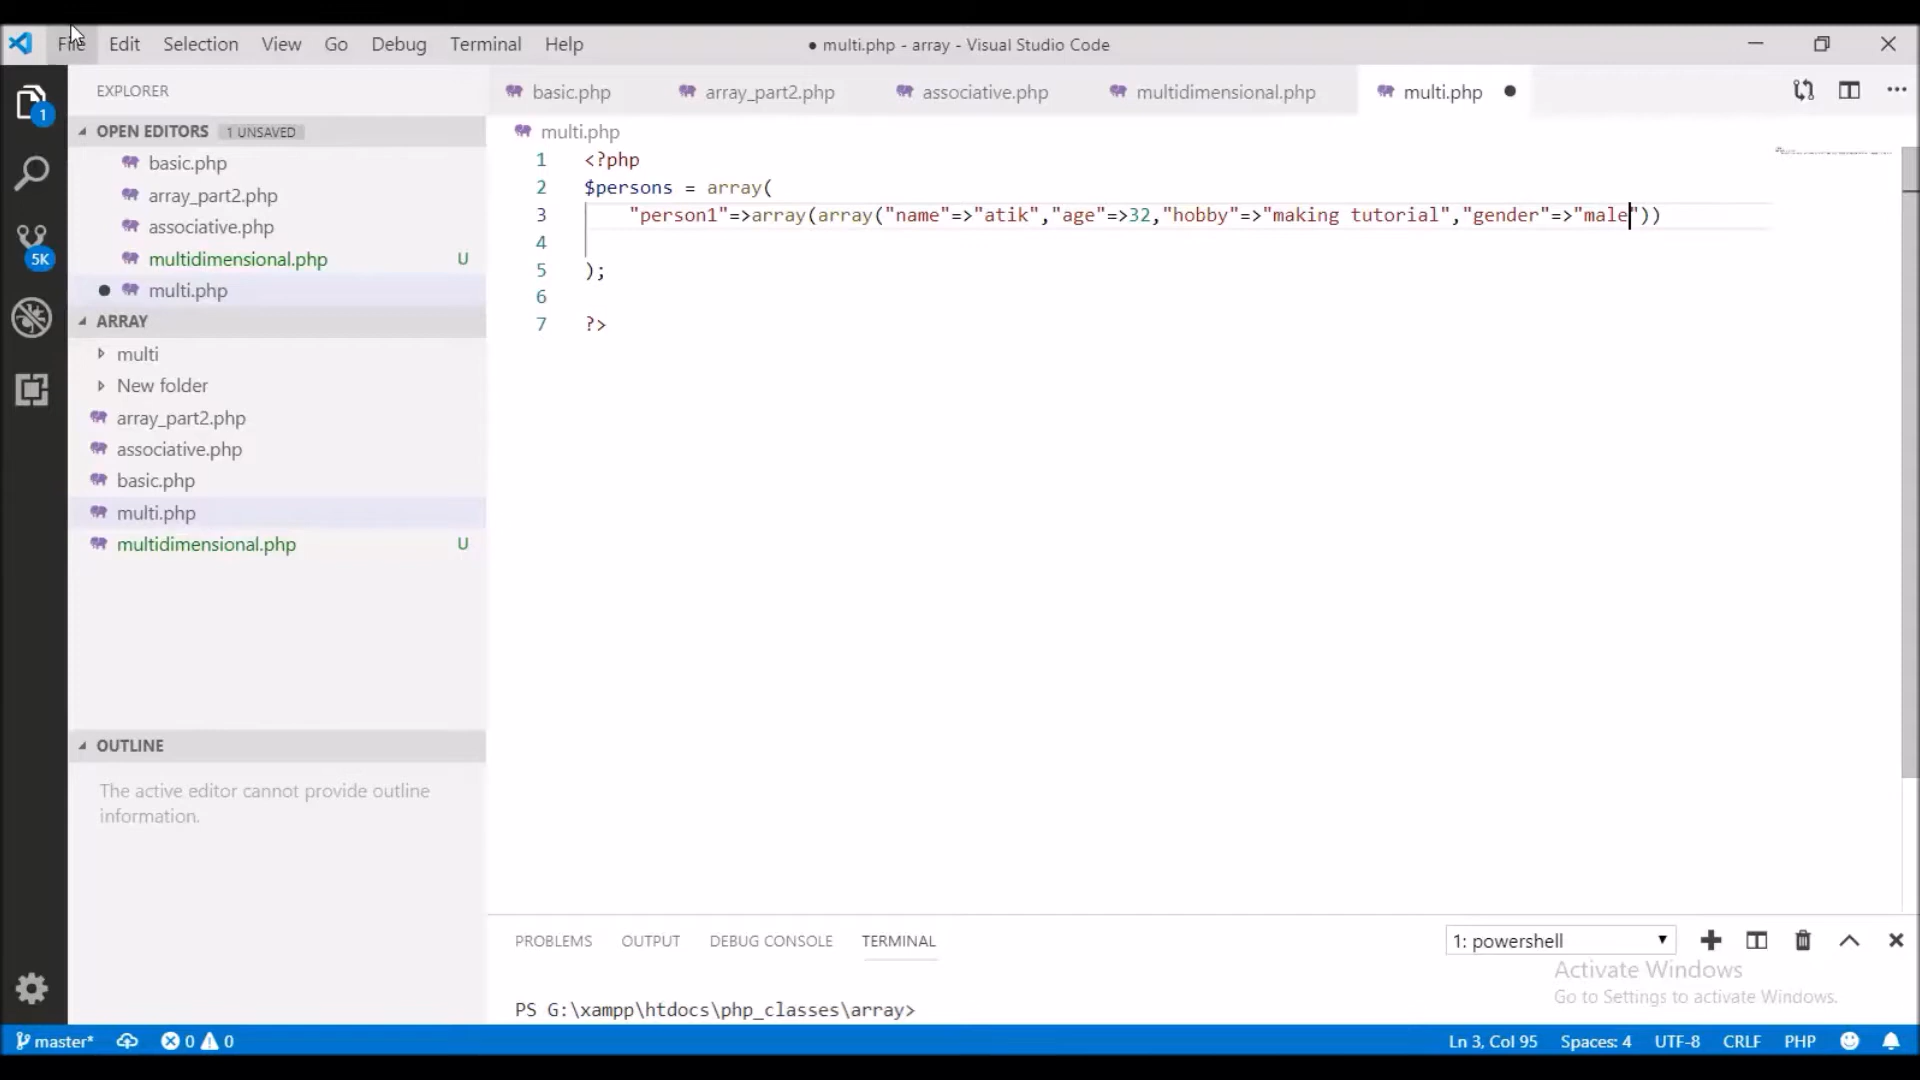 File Edit Selection View Go Debug Terminal Help
● multi.php - array - Visual Studio Code
EXPLORER
OPEN EDITORS 1 UNSAVED
basic.php
array_part2.php
associative.php
multidimensional.php U
multi.php
ARRAY
multi
New folder
array_part2.php
associative.php
basic.php
multi.php
multidimensional.php U
OUTLINE
The active editor cannot provide outline
information.
1
5K
basic.php array_part2.php associative.php multidimensional.php multi.php
multi.php
1 <?php
2 $persons = array(
3 "person1"=>array(array("name"=>"atik","age"=>32,"hobby"=>"making tutorial","gender"=>"male"))
4
5 );
6
7 ?>
PROBLEMS OUTPUT DEBUG CONSOLE TERMINAL
1: powershell
PS G:\xampp\htdocs\php_classes\array>
Activate Windows
Go to Settings to activate Windows.
master* 0 0 Ln 3, Col 95 Spaces: 4 UTF-8 CRLF PHP